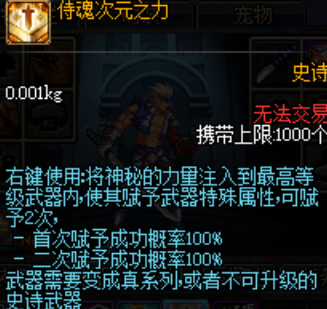 宠物
侍魂次元之力
史诗
0.001kg
无法交易
携带上限:1000个
右键使用:将神秘的力里注入到最高等
级武器内,使其赋予武器特殊属性,可赋
予2次,
- 首次赋予成功概率100%
- 二次赋予成功概率100%
武器需要变成真系列,或者不可升级的
史诗武器